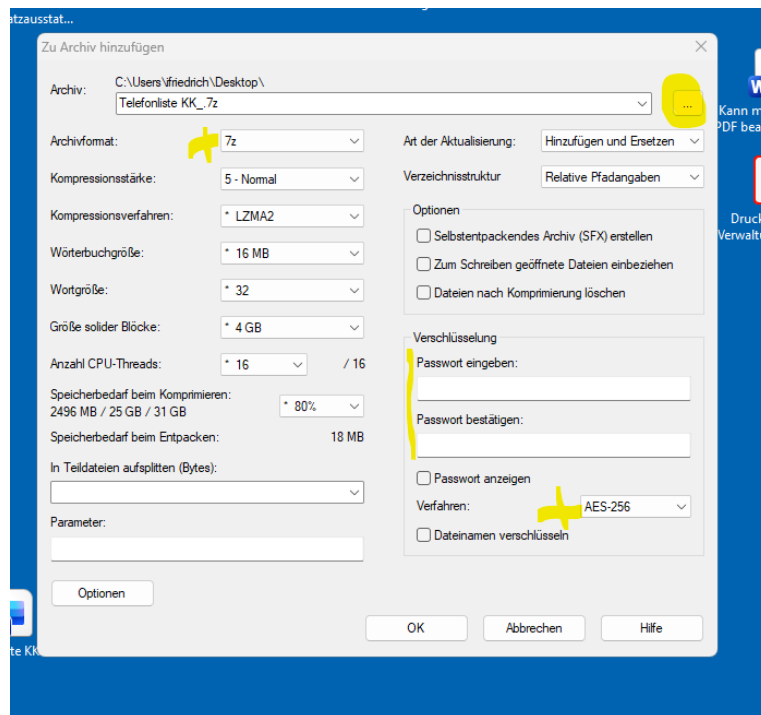 atzausstat...
Zu Archiv hinzufügen
Archiv:
C:\Users\ifriedrich\Desktop\
Telefonliste KK_.7z
...
Kann m
PDF bea
Archivformat:
7z
Art der Aktualisierung:
Hinzufügen und Ersetzen
Kompressionsstärke:
5 - Normal
Verzeichnisstruktur
Relative Pfadangaben
Kompressionsverfahren:
* LZMA2
Optionen
Druck
Verwaltu
Selbstentpackendes Archiv (SFX) erstellen
Wörterbuchgröße:
* 16 MB
Zum Schreiben geöffnete Dateien einbeziehen
Wortgröße:
* 32
Dateien nach Komprimierung löschen
Größe solider Blöcke:
* 4 GB
Verschlüsselung
Anzahl CPU-Threads:
* 16
/ 16
Passwort eingeben:
Speicherbedarf beim Komprimieren:
2496 MB / 25 GB / 31 GB
* 80%
Passwort bestätigen:
Speicherbedarf beim Entpacken:
18 MB
In Teildateien aufsplitten (Bytes):
Passwort anzeigen
Verfahren:
AES-256
Parameter:
Dateinamen verschlüsseln
Optionen
OK
Abbrechen
Hilfe
te KK